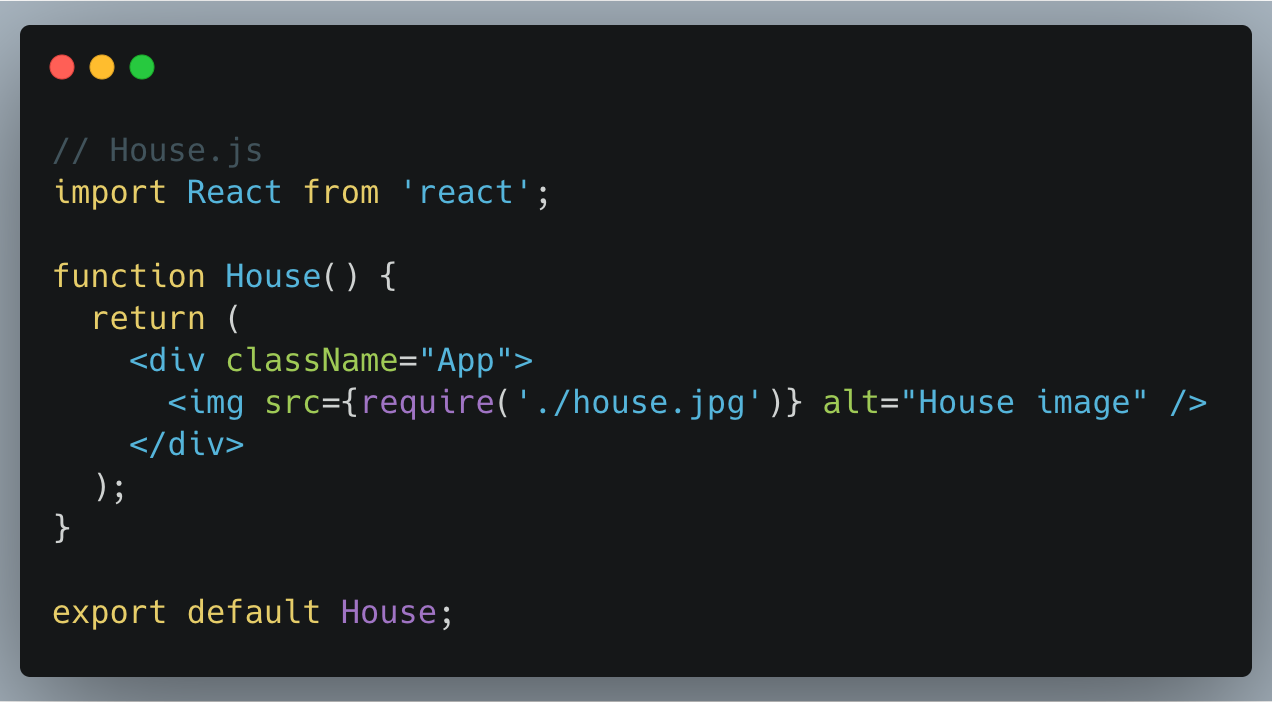 // House.js
import React from 'react';
function House() {
return (
<div className="App">
<img src={require('./house.jpg')} alt="House image" />
</div>
);
}
export default House;